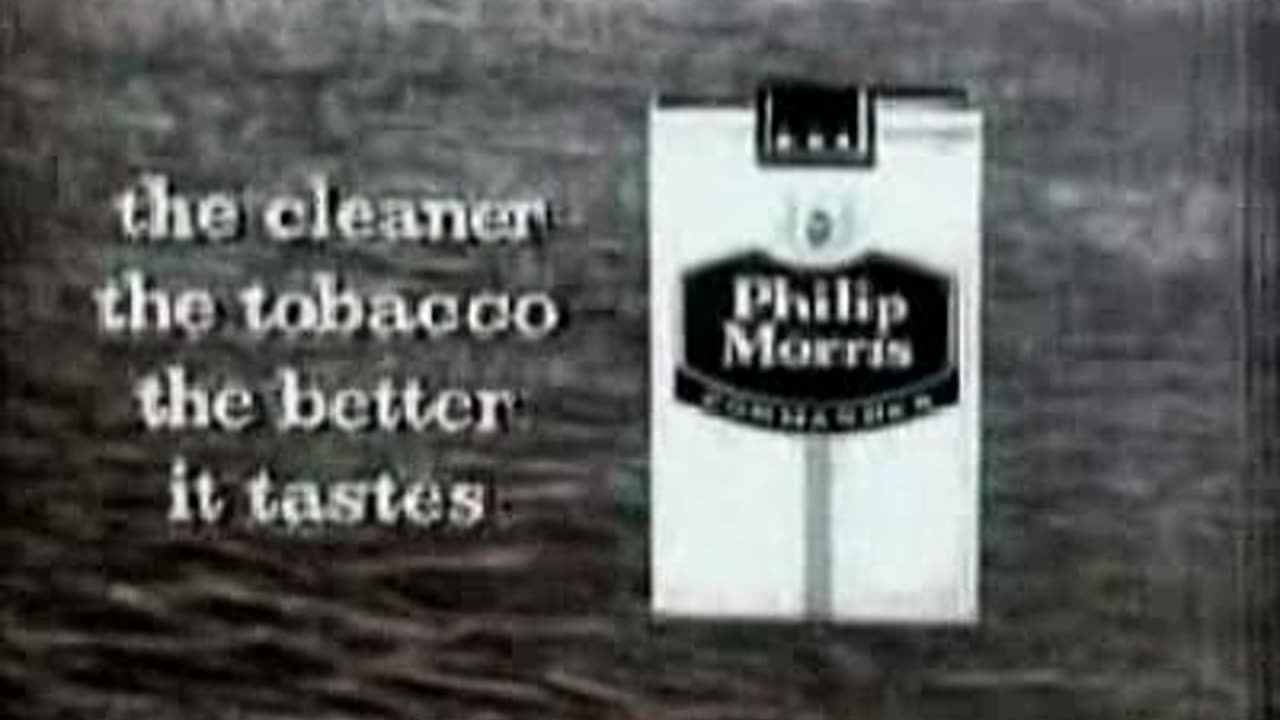 the cleaner
the tobacco
the better
it tastes
Philip
Morris
COMMANDER